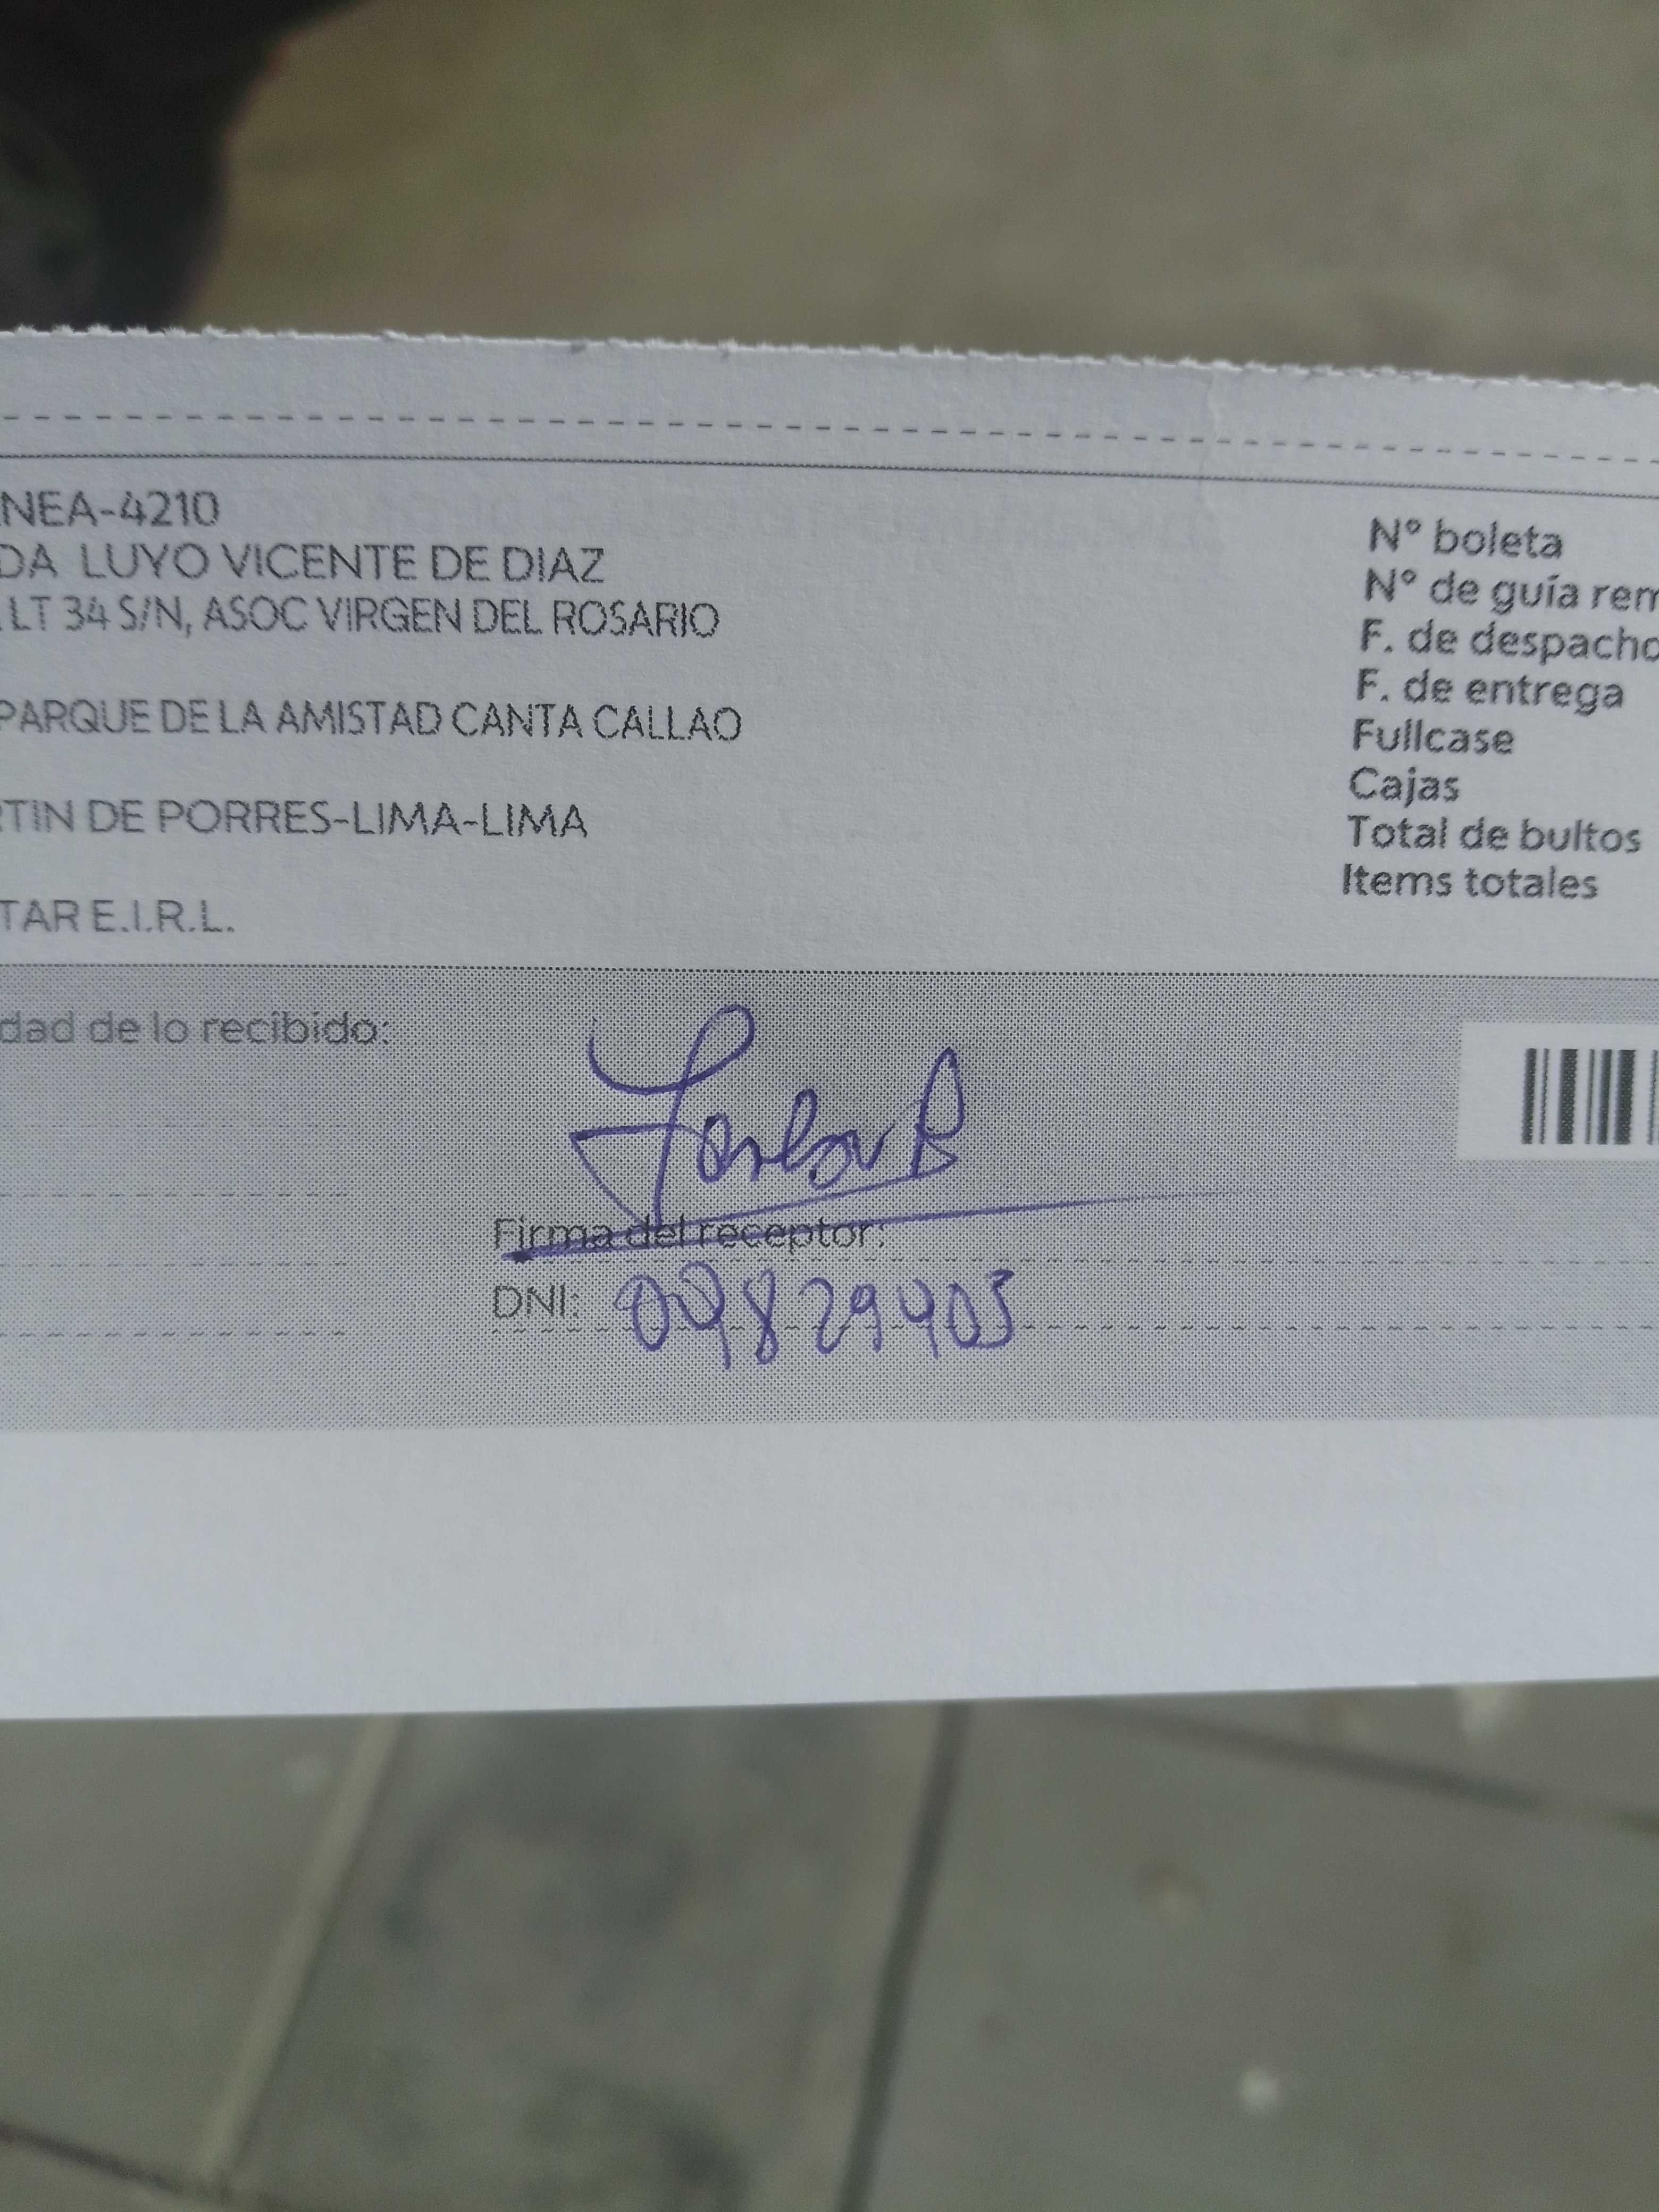 NEA-4210
DA LUYO VICENTE DE DIAZ
LT 34 S/N, ASOC VIRGEN DEL ROSARIO
PARQUE DE LA AMISTAD CANTA CALLAO
TIN DE PORRES-LIMA-LIMA
TAR E.I.R.L.
N° boleta
N° de guía rem
F. de despacho
F. de entrega
Fullcase
Cajas
Total de bultos
Items totales
dad de lo recibido:
Firma del receptor:
DNI: 09829403